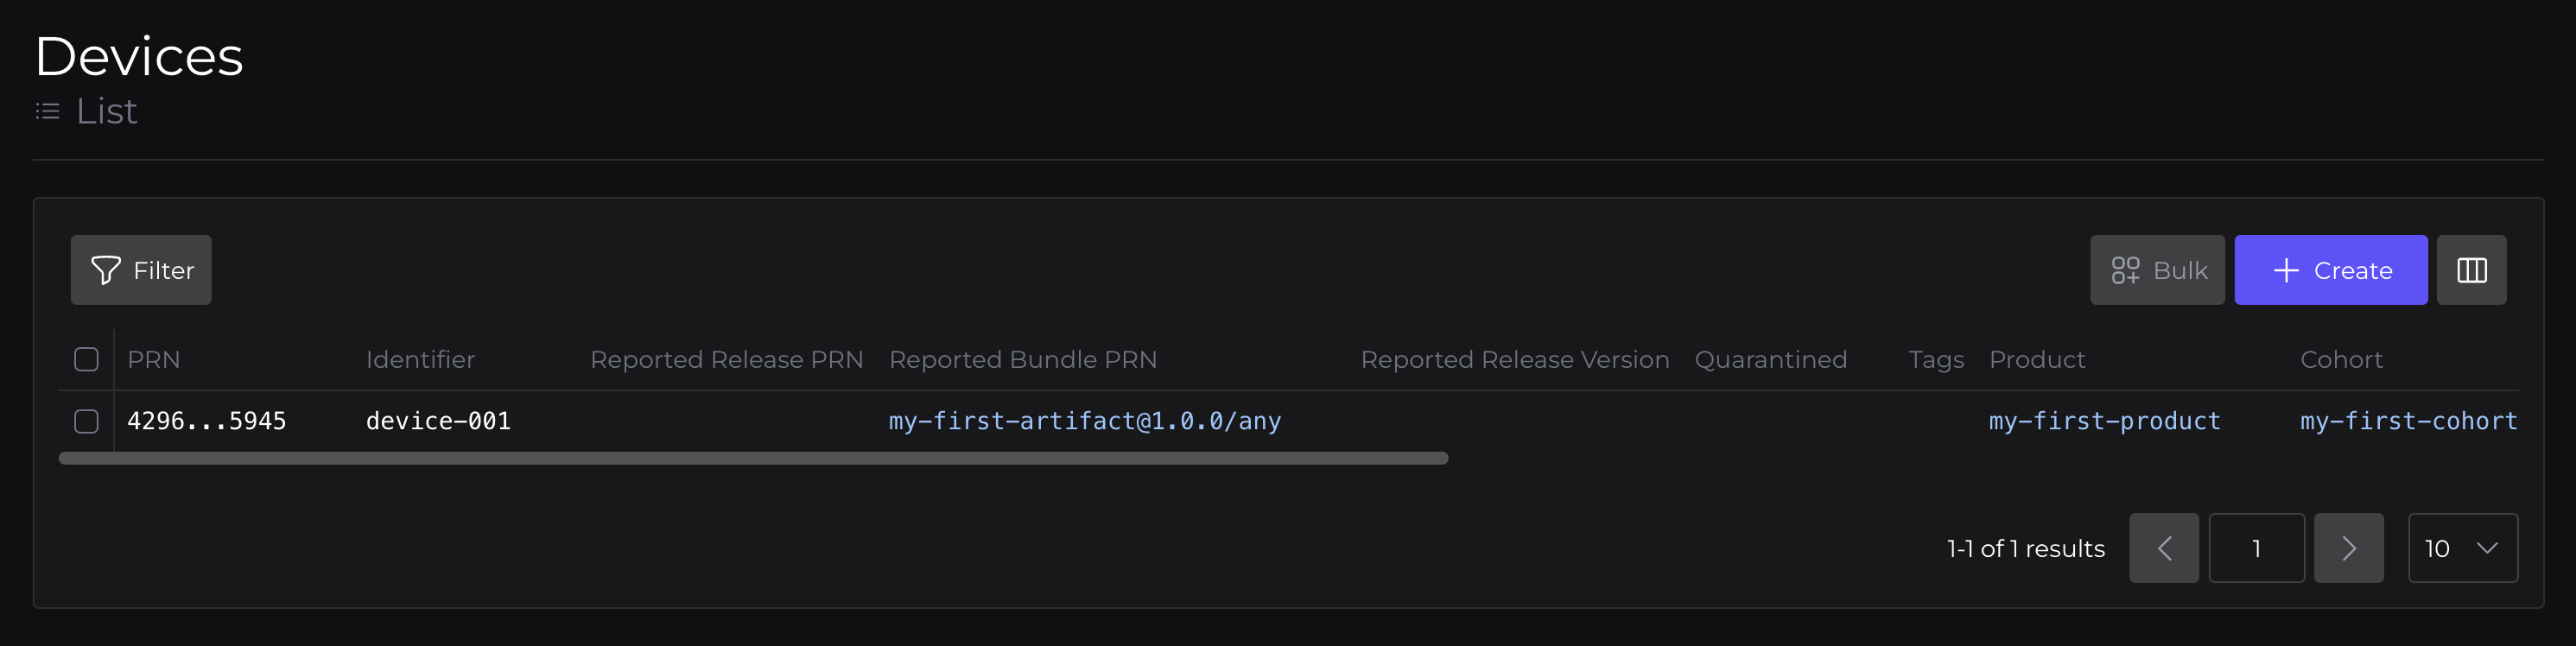 Devices
List
Filter
Bulk
Create
PRN Identifier Reported Release PRN Reported Bundle PRN Reported Release Version Quarantined Tags Product Cohort
4296...5945 device-001 my-first-artifact@1.0.0/any my-first-product my-first-cohort
1-1 of 1 results 1 10